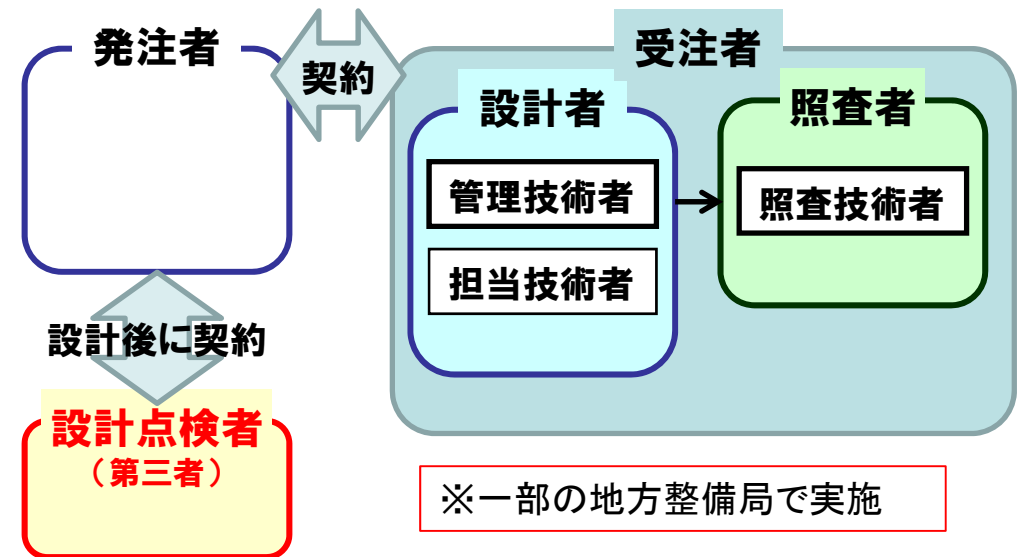 発注者
契約
受注者
設計者
照査者
管理技術者
照査技術者
担当技術者
設計後に契約
設計点検者
（第三者）
※一部の地方整備局で実施